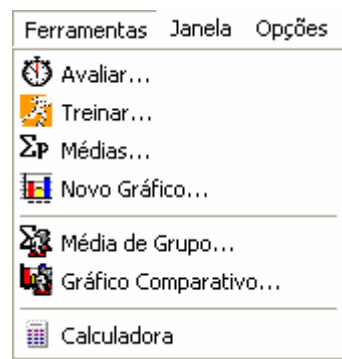 Ferramentas Janela Opções
Avaliar...
Treinar...
ΣP Médias...
Novo Gráfico...
Média de Grupo...
Gráfico Comparativo...
Calculadora